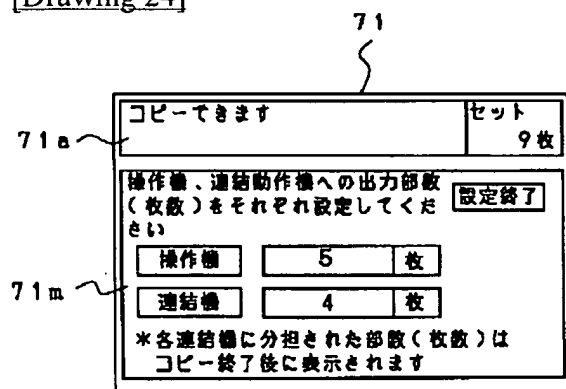 [Drawing 24]
71
コピーできます
セット
9枚
71a
操作機、連結動作機への出力部数
(枚数)をそれぞれ設定してくだ
さい
設定終了
操作機 5 枚
71m
連結機 4 枚
*各連結機に分担された部数(枚数)は
コピー終了後に表示されます